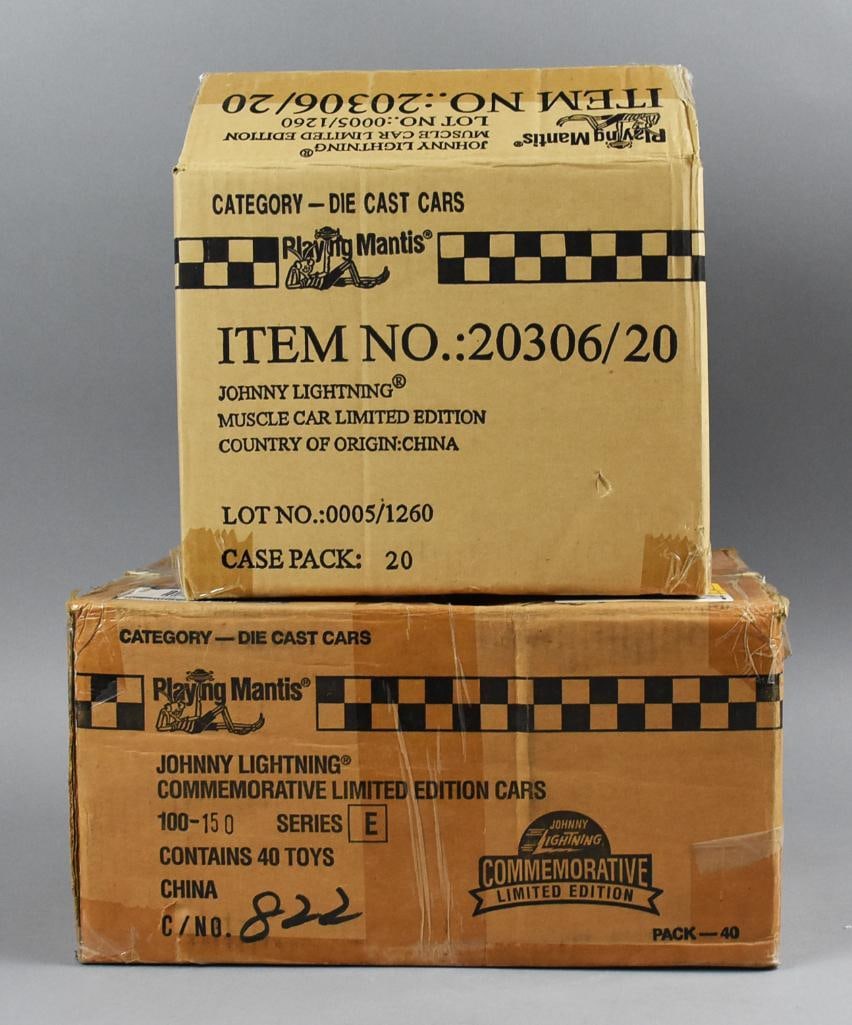 ITEM NO.:20306/20
LOT NO.:0005/1260
MUSCLE CAR LIMITED EDITION
JOHNNY LIGHTNING®
Playing Mantis®
CATEGORY — DIE CAST CARS
Playing Mantis®
ITEM NO.:20306/20
JOHNNY LIGHTNING®
MUSCLE CAR LIMITED EDITION
COUNTRY OF ORIGIN:CHINA
LOT NO.:0005/1260
CASE PACK: 20
CATEGORY — DIE CAST CARS
Playing Mantis®
JOHNNY LIGHTNING®
COMMEMORATIVE LIMITED EDITION CARS
100-150 SERIES E
CONTAINS 40 TOYS
CHINA
C/NO. 822
JOHNNY
LIGHTNING
COMMEMORATIVE
LIMITED EDITION
PACK — 40